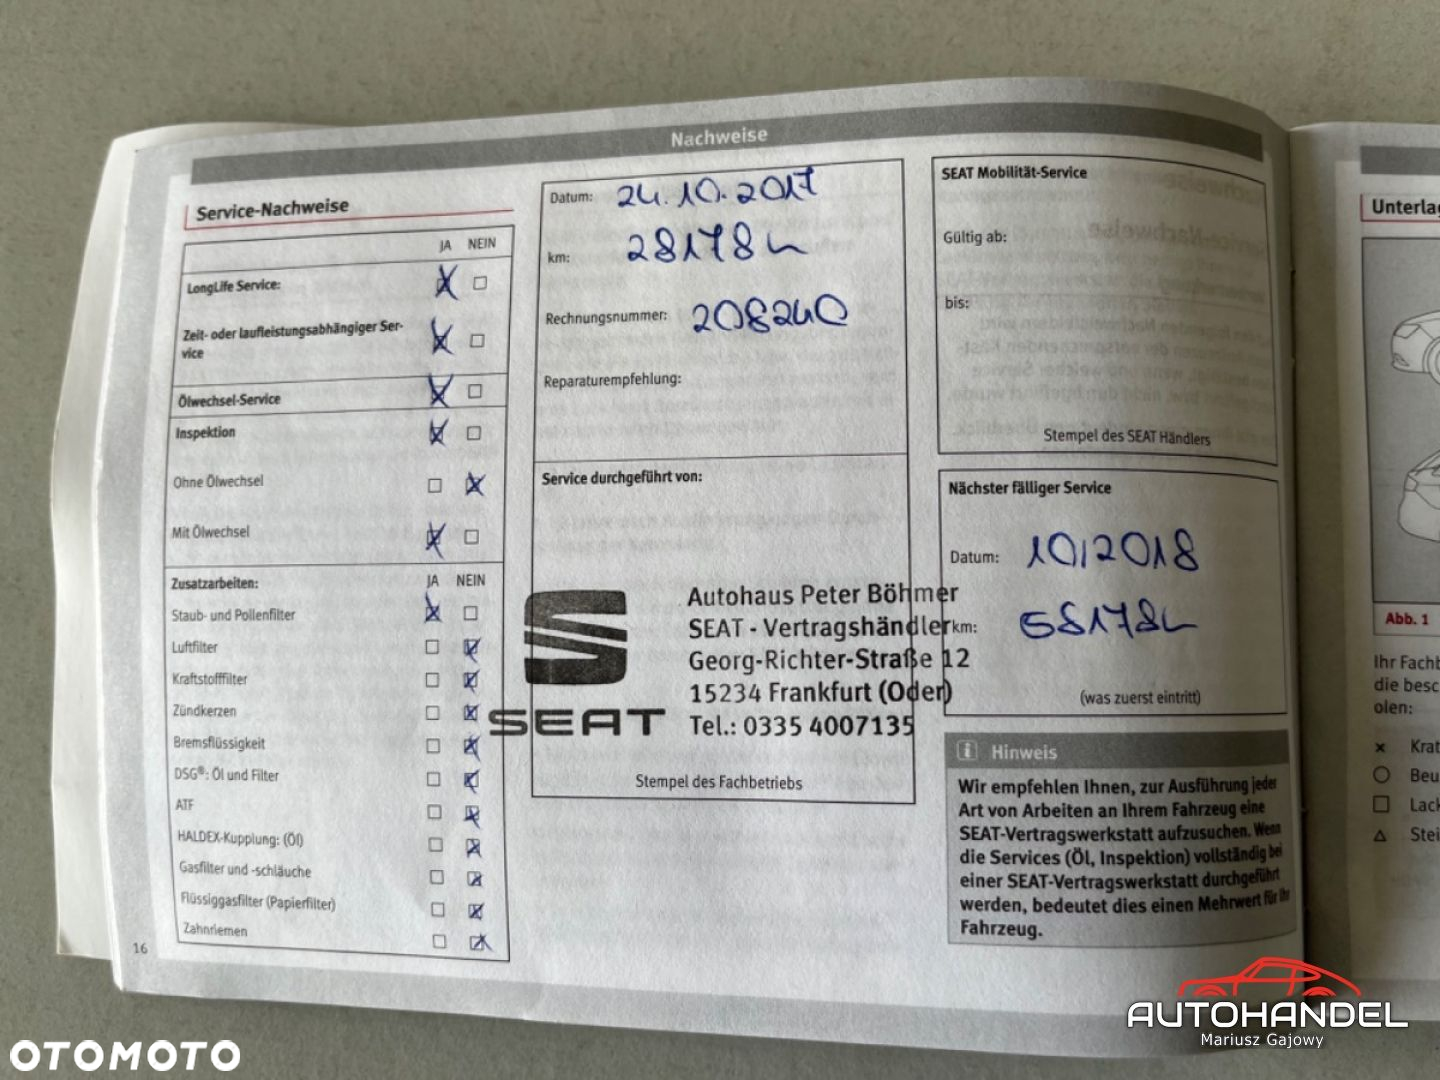 Nachweise
Service-Nachweise
JA NEIN
LongLife Service:
Zeit- oder laufleistungsabhängiger Ser-
vice
Ölwechsel-Service
Inspektion
Ohne Ölwechsel
Mit Ölwechsel
Zusatzarbeiten: JA NEIN
Staub- und Pollenfilter
Luftfilter
Kraftstofffilter
Zündkerzen
Bremsflüssigkeit
DSG®: Öl und Filter
ATF
HALDEX-Kupplung: (Öl)
Gasfilter und -schläuche
Flüssiggasfilter (Papierfilter)
Zahnriemen
16
Datum: 24.10.2017
km: 28178
Rechnungsnummer: 208240
Reparaturempfehlung:
Service durchgeführt von:
SEAT
Autohaus Peter Böhmer
SEAT - Vertragshändler
Georg-Richter-Straße 12
15234 Frankfurt (Oder)
Tel.: 0335 4007135
Stempel des Fachbetriebs
SEAT Mobilität-Service
Gültig ab:
bis:
Stempel des SEAT Händlers
Nächster fälliger Service
Datum: 10/2018
km: 58178
(was zuerst eintritt)
i Hinweis
Wir empfehlen Ihnen, zur Ausführung jeder
Art von Arbeiten an Ihrem Fahrzeug eine
SEAT-Vertragswerkstatt aufzusuchen. Wenn
die Services (Öl, Inspektion) vollständig bei
einer SEAT-Vertragswerkstatt durchgeführt
werden, bedeutet dies einen Mehrwert für Ihr
Fahrzeug.
Unterlag
Abb. 1
Ihr Fachb
die besc
olen:
Krat
Beu
Lack
Stei
AUTOHANDEL
Mariusz Gajowy
OTOMOTO